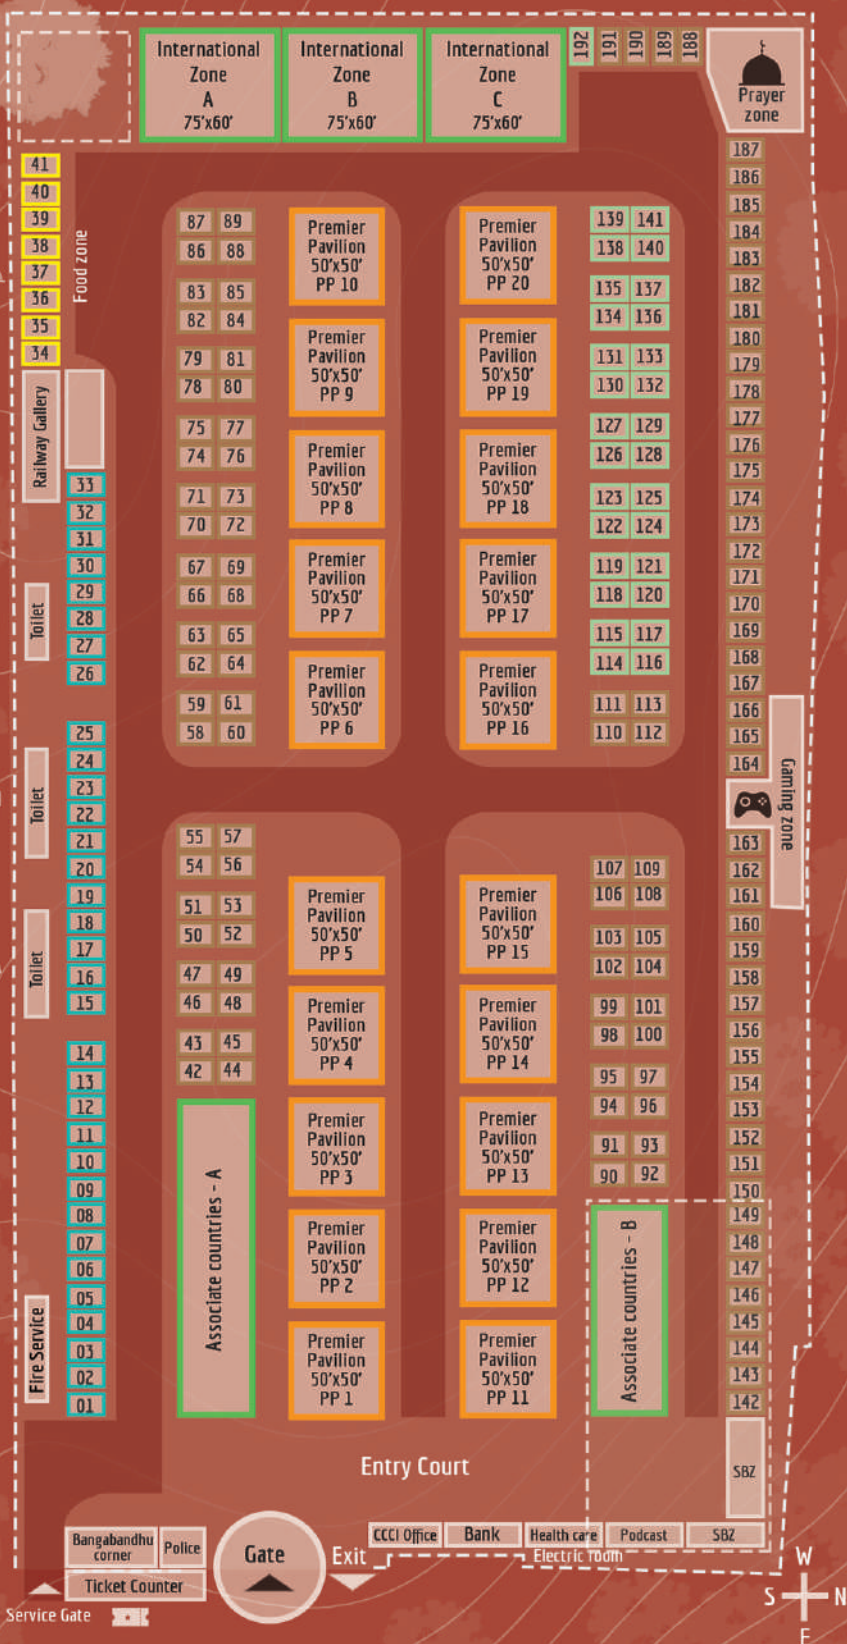 International
Zone
A
75'x60'
International
Zone
B
75'x60'
International
Zone
C
75'x60'
192 191 190 189 188
Prayer
zone
41
40
39
38
37
36
35
34
Food zone
Railway Gallery
33
32
31
30
29
28
27
26
Toilet
25
24
23
22
21
20
19
18
17
16
15
Toilet
Toilet
14
13
12
11
10
09
08
07
06
05
04
03
02
01
Fire Service
87 89
86 88
83 85
82 84
79 81
78 80
75 77
74 76
71 73
70 72
67 69
66 68
63 65
62 64
59 61
58 60
Premier
Pavilion
50'x50'
PP 10
Premier
Pavilion
50'x50'
PP 9
Premier
Pavilion
50'x50'
PP 8
Premier
Pavilion
50'x50'
PP 7
Premier
Pavilion
50'x50'
PP 6
Premier
Pavilion
50'x50'
PP 20
Premier
Pavilion
50'x50'
PP 19
Premier
Pavilion
50'x50'
PP 18
Premier
Pavilion
50'x50'
PP 17
Premier
Pavilion
50'x50'
PP 16
139 141
138 140
135 137
134 136
131 133
130 132
127 129
126 128
123 125
122 124
119 121
118 120
115 117
114 116
111 113
110 112
187
186
185
184
183
182
181
180
179
178
177
176
175
174
173
172
171
170
169
168
167
166
165
164
Gaming zone
163
162
161
160
159
158
157
156
155
154
153
152
151
150
149
148
147
146
145
144
143
142
SBZ
55 57
54 56
51 53
50 52
47 49
46 48
43 45
42 44
Associate countries - A
Premier
Pavilion
50'x50'
PP 5
Premier
Pavilion
50'x50'
PP 4
Premier
Pavilion
50'x50'
PP 3
Premier
Pavilion
50'x50'
PP 2
Premier
Pavilion
50'x50'
PP 1
Premier
Pavilion
50'x50'
PP 15
Premier
Pavilion
50'x50'
PP 14
Premier
Pavilion
50'x50'
PP 13
Premier
Pavilion
50'x50'
PP 12
Premier
Pavilion
50'x50'
PP 11
107 109
106 108
103 105
102 104
99 101
98 100
95 97
94 96
91 93
90 92
Associate countries - B
Entry Court
Bangabandhu
corner
Police
Ticket Counter
Gate
Exit
CCCI Office
Bank
Health care
Podcast
SBZ
Electric room
Service Gate
W
S N
E